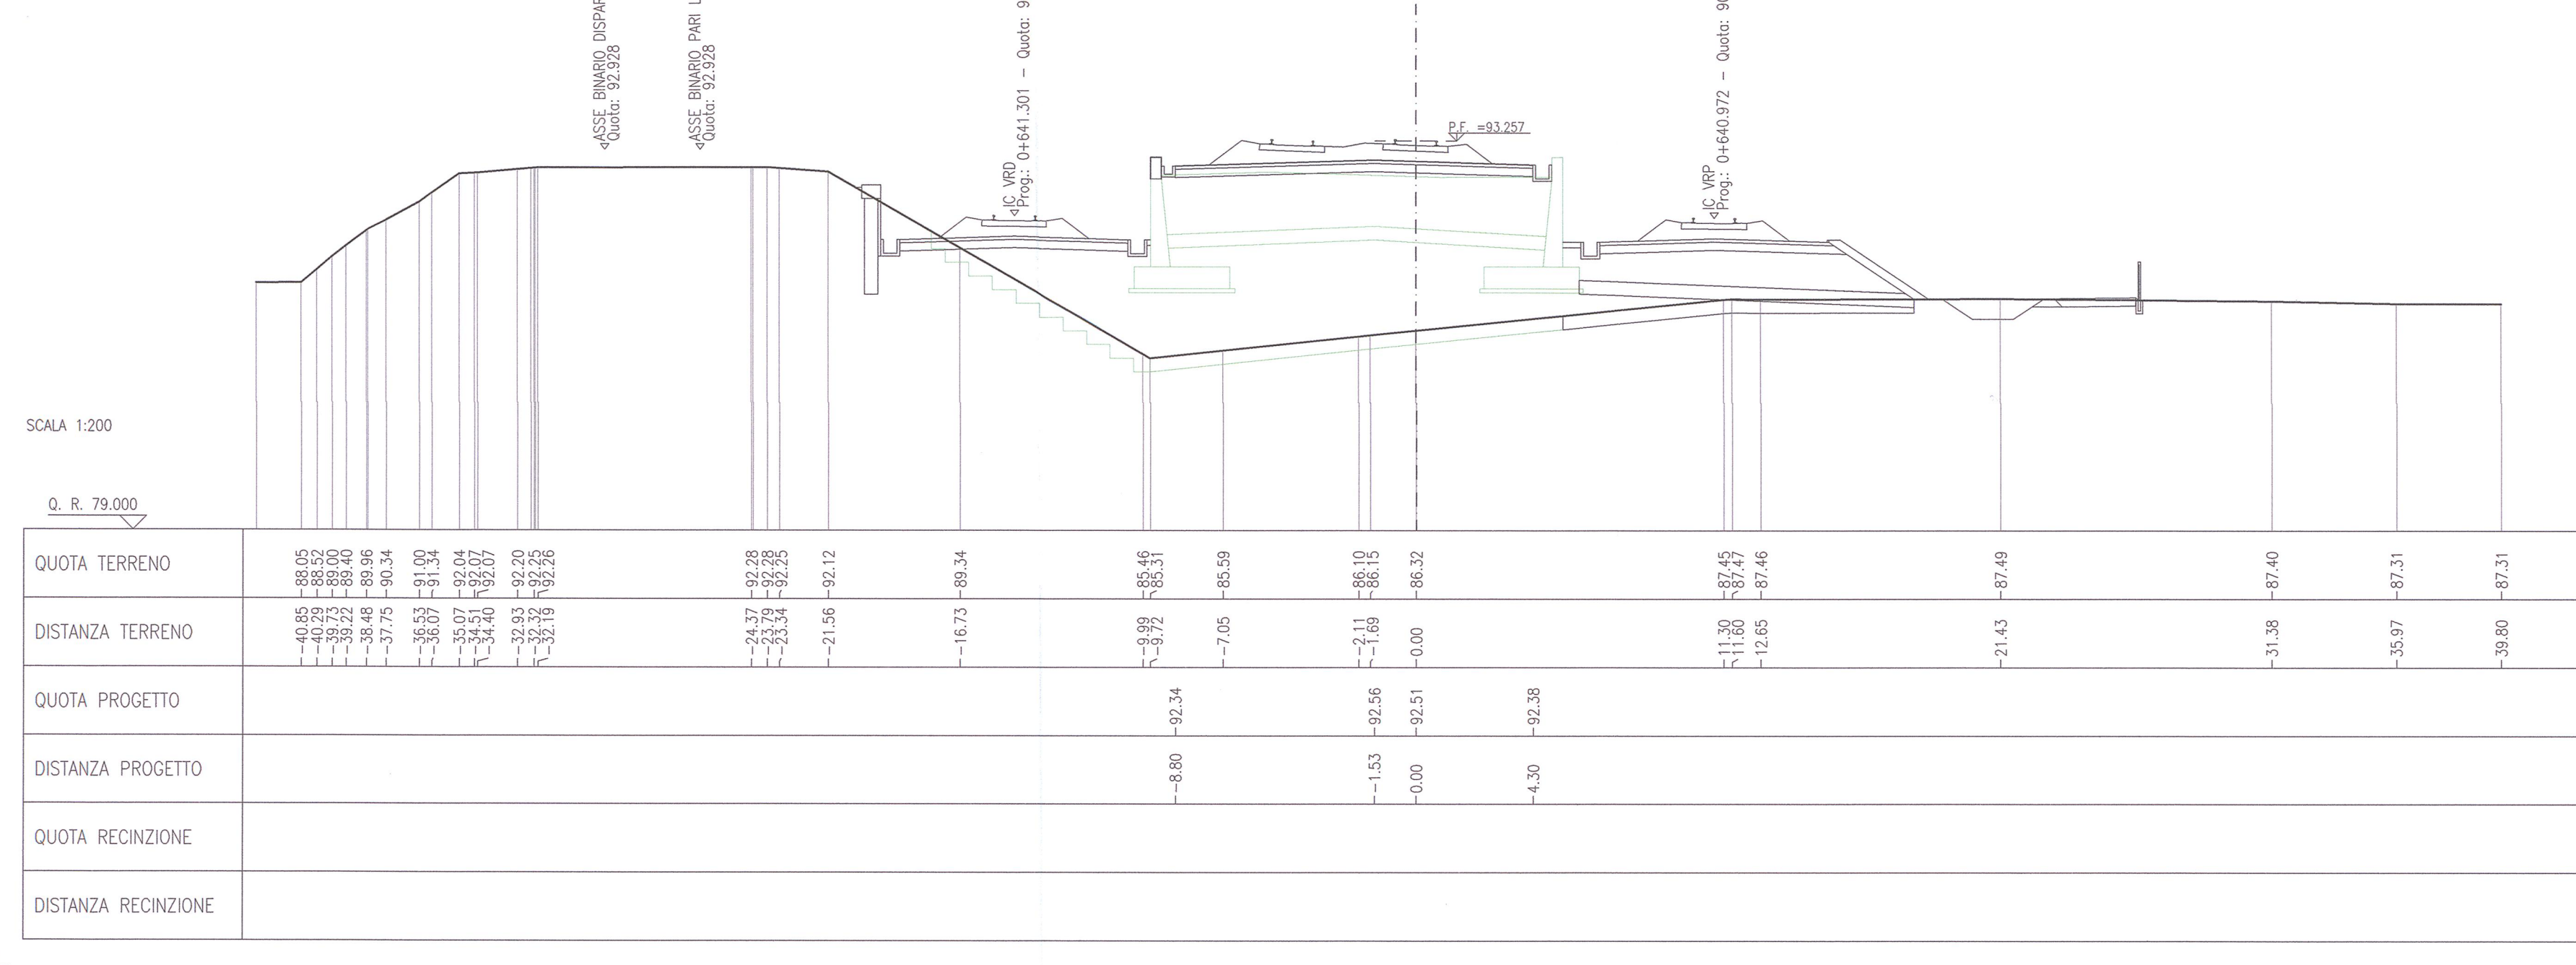 ASSE BINARIO DISPAR
Quota: 92.928
ASSE BINARIO PARI L
Quota: 92.928
IC VRD
Prog.: 0+641.301 - Quota: 9
P.F. =93.257
IC VRP
Prog.: 0+640.972 - Quota: 90
SCALA 1:200
Q. R. 79.000
QUOTA TERRENO 88.05 88.52 89.00 89.40 89.96 90.34 91.00 91.34 92.04 92.07 92.07 92.20 92.25 92.26 92.28 92.28 92.25 92.12 89.34 85.46 85.31 85.59 86.10 86.15 86.32 87.45 87.47 87.46 87.49 87.40 87.31 87.31
DISTANZA TERRENO -40.85 -40.29 -39.73 -39.22 -38.48 -37.75 -36.53 -36.07 -35.07 -34.51 -34.40 -32.93 -32.32 -32.19 -24.37 -23.79 -23.34 -21.56 -16.73 -9.99 -9.72 -7.05 -2.11 -1.69 0.00 11.30 11.60 12.65 21.43 31.38 35.97 39.80
QUOTA PROGETTO 92.34 92.56 92.51 92.38
DISTANZA PROGETTO -8.80 -1.53 0.00 4.30
QUOTA RECINZIONE
DISTANZA RECINZIONE